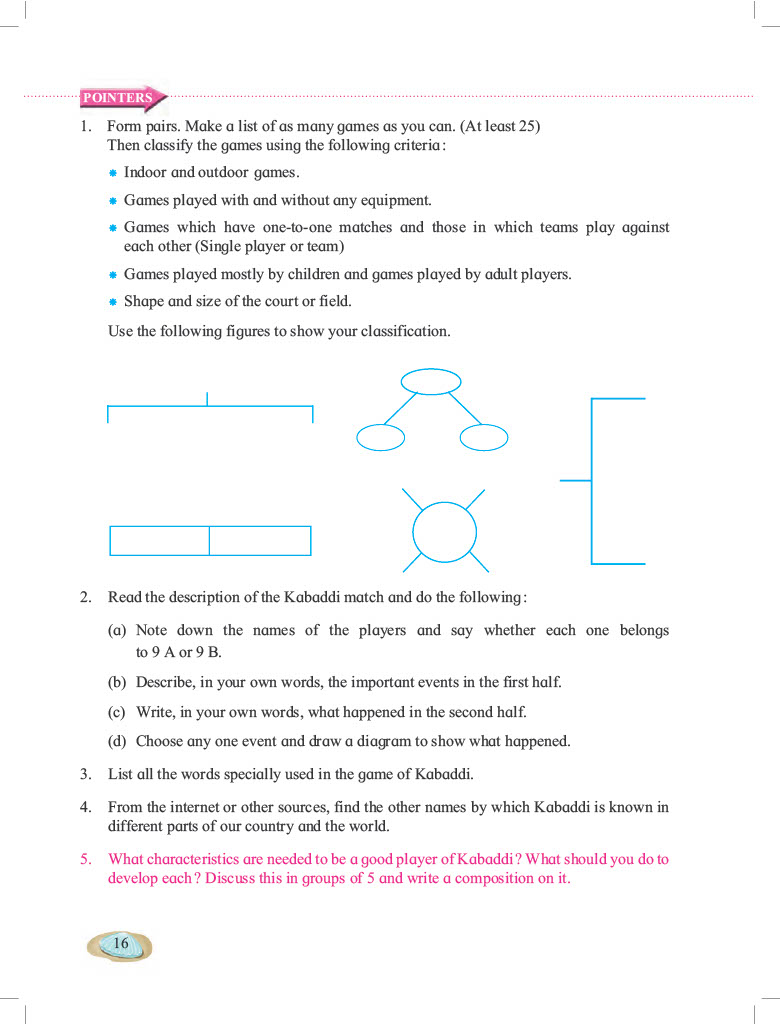 POINTERS
1. Form pairs. Make a list of as many games as you can. (At least 25)
Then classify the games using the following criteria:
* Indoor and outdoor games.
* Games played with and without any equipment.
* Games which have one-to-one matches and those in which teams play against
each other (Single player or team)
* Games played mostly by children and games played by adult players.
* Shape and size of the court or field.
Use the following figures to show your classification.
2. Read the description of the Kabaddi match and do the following:
(a) Note down the names of the players and say whether each one belongs
to 9 A or 9 B.
(b) Describe, in your own words, the important events in the first half.
(c) Write, in your own words, what happened in the second half.
(d) Choose any one event and draw a diagram to show what happened.
3. List all the words specially used in the game of Kabaddi.
4. From the internet or other sources, find the other names by which Kabaddi is known in
different parts of our country and the world.
5. What characteristics are needed to be a good player of Kabaddi? What should you do to
develop each? Discuss this in groups of 5 and write a composition on it.
16